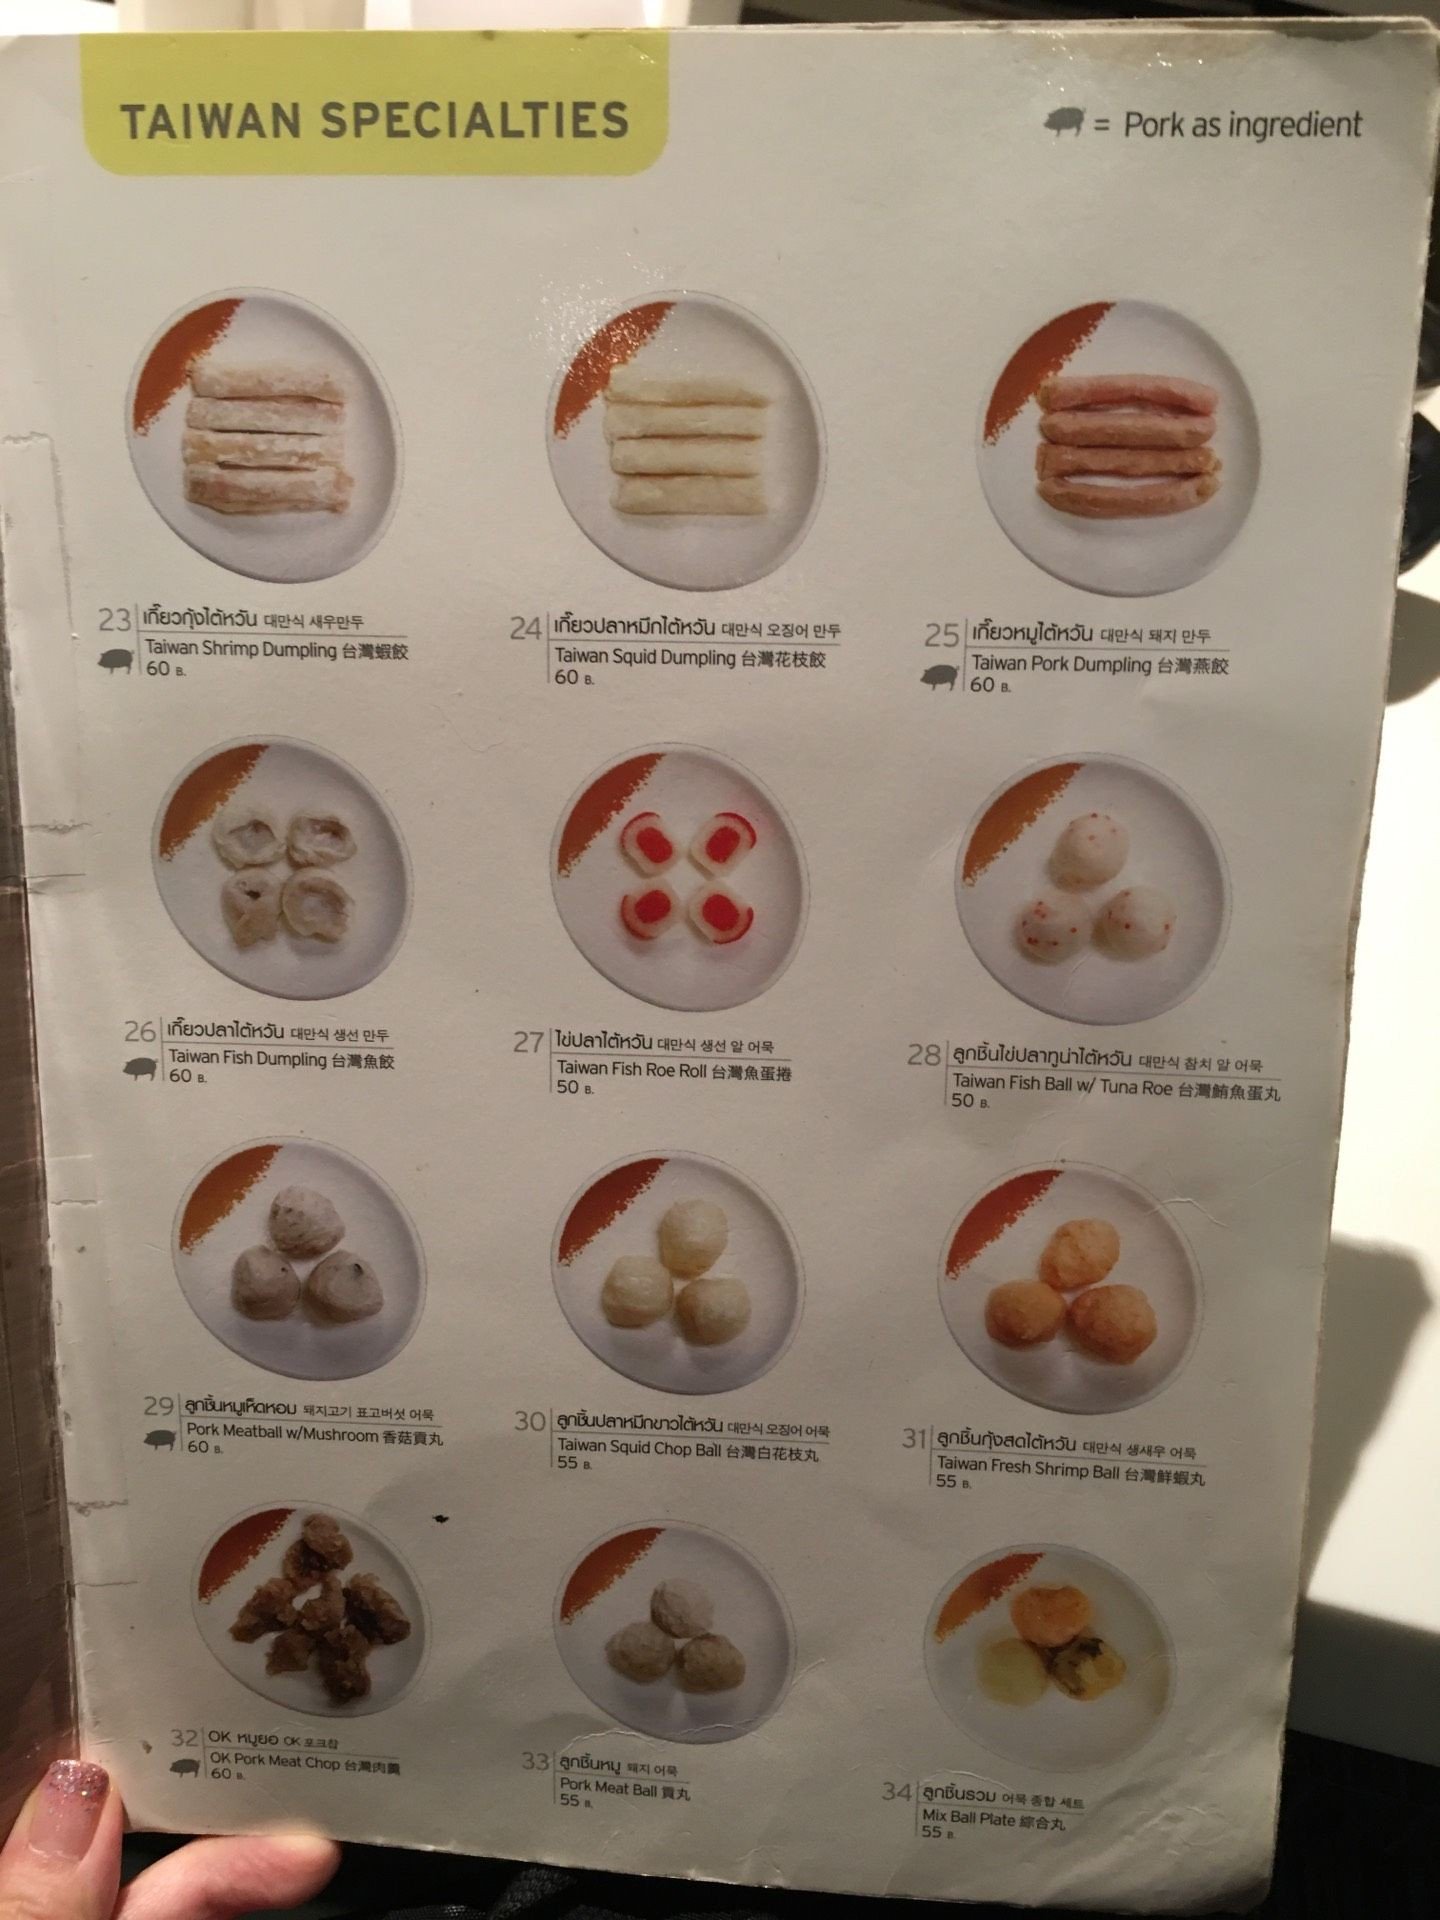 TAIWAN SPECIALTIES
= Pork as ingredient
23 เกี๊ยวกุ้งไต้หวัน 대만식 새우만두
Taiwan Shrimp Dumpling 台灣蝦餃
60 B.
24 เกี๊ยวปลาหมึกไต้หวัน 대만식 오징어 만두
Taiwan Squid Dumpling 台灣花枝餃
60 B.
25 เกี๊ยวหมูไต้หวัน 대만식 돼지 만두
Taiwan Pork Dumpling 台灣燕餃
60 B.
26 เกี๊ยวปลาไต้หวัน 대만식 생선 만두
Taiwan Fish Dumpling 台灣魚餃
60 B.
27 ไข่ปลาไต้หวัน 대만식 생선 알 어묵
Taiwan Fish Roe Roll 台灣魚蛋捲
50 B.
28 ลูกชิ้นไข่ปลาทูน่าไต้หวัน 대만식 참치 알 어묵
Taiwan Fish Ball w/ Tuna Roe 台灣鮪魚蛋丸
50 B.
29 ลูกชิ้นหมูเห็ดหอม 돼지고기 표고버섯 어묵
Pork Meatball w/Mushroom 香菇貢丸
60 B.
30 ลูกชิ้นปลาหมึกขาวไต้หวัน 대만식 오징어 어묵
Taiwan Squid Chop Ball 台灣白花枝丸
55 B.
31 ลูกชิ้นกุ้งสดไต้หวัน 대만식 생새우 어묵
Taiwan Fresh Shrimp Ball 台灣鮮蝦丸
55 B.
32 OK หมูยอ OK 포크찹
OK Pork Meat Chop 台灣肉羹
60 B.
33 ลูกชิ้นหมู 돼지 어묵
Pork Meat Ball 貢丸
55 B.
34 ลูกชิ้นรวม 어묵 종합 세트
Mix Ball Plate 綜合丸
55 B.